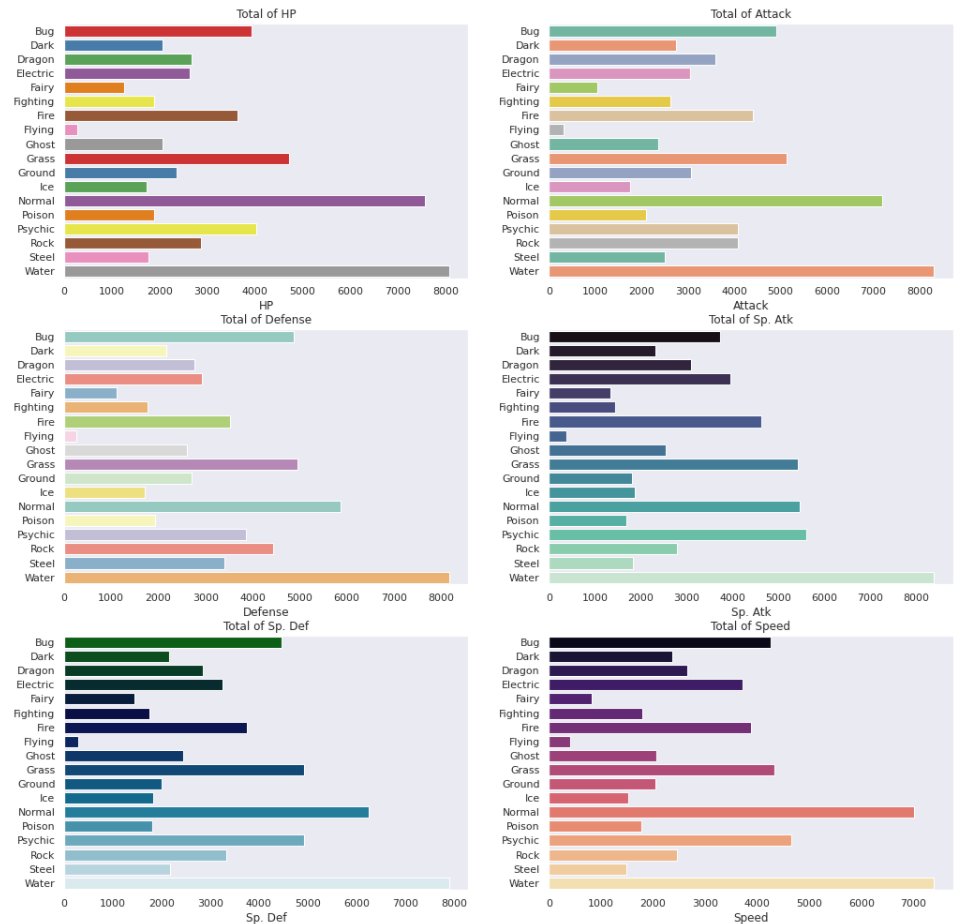 Total of HP
Bug
Dark
Dragon
Electric
Fairy
Fighting
Fire
Flying
Ghost
Grass
Ground
Ice
Normal
Poison
Psychic
Rock
Steel
Water
0 1000 2000 3000 4000 5000 6000 7000 8000
HP
Total of Attack
Bug
Dark
Dragon
Electric
Fairy
Fighting
Fire
Flying
Ghost
Grass
Ground
Ice
Normal
Poison
Psychic
Rock
Steel
Water
0 1000 2000 3000 4000 5000 6000 7000 8000
Attack
Total of Defense
Bug
Dark
Dragon
Electric
Fairy
Fighting
Fire
Flying
Ghost
Grass
Ground
Ice
Normal
Poison
Psychic
Rock
Steel
Water
0 1000 2000 3000 4000 5000 6000 7000 8000
Defense
Total of Sp. Atk
Bug
Dark
Dragon
Electric
Fairy
Fighting
Fire
Flying
Ghost
Grass
Ground
Ice
Normal
Poison
Psychic
Rock
Steel
Water
0 1000 2000 3000 4000 5000 6000 7000 8000
Sp. Atk
Total of Sp. Def
Bug
Dark
Dragon
Electric
Fairy
Fighting
Fire
Flying
Ghost
Grass
Ground
Ice
Normal
Poison
Psychic
Rock
Steel
Water
0 1000 2000 3000 4000 5000 6000 7000 8000
Sp. Def
Total of Speed
Bug
Dark
Dragon
Electric
Fairy
Fighting
Fire
Flying
Ghost
Grass
Ground
Ice
Normal
Poison
Psychic
Rock
Steel
Water
0 1000 2000 3000 4000 5000 6000 7000
Speed